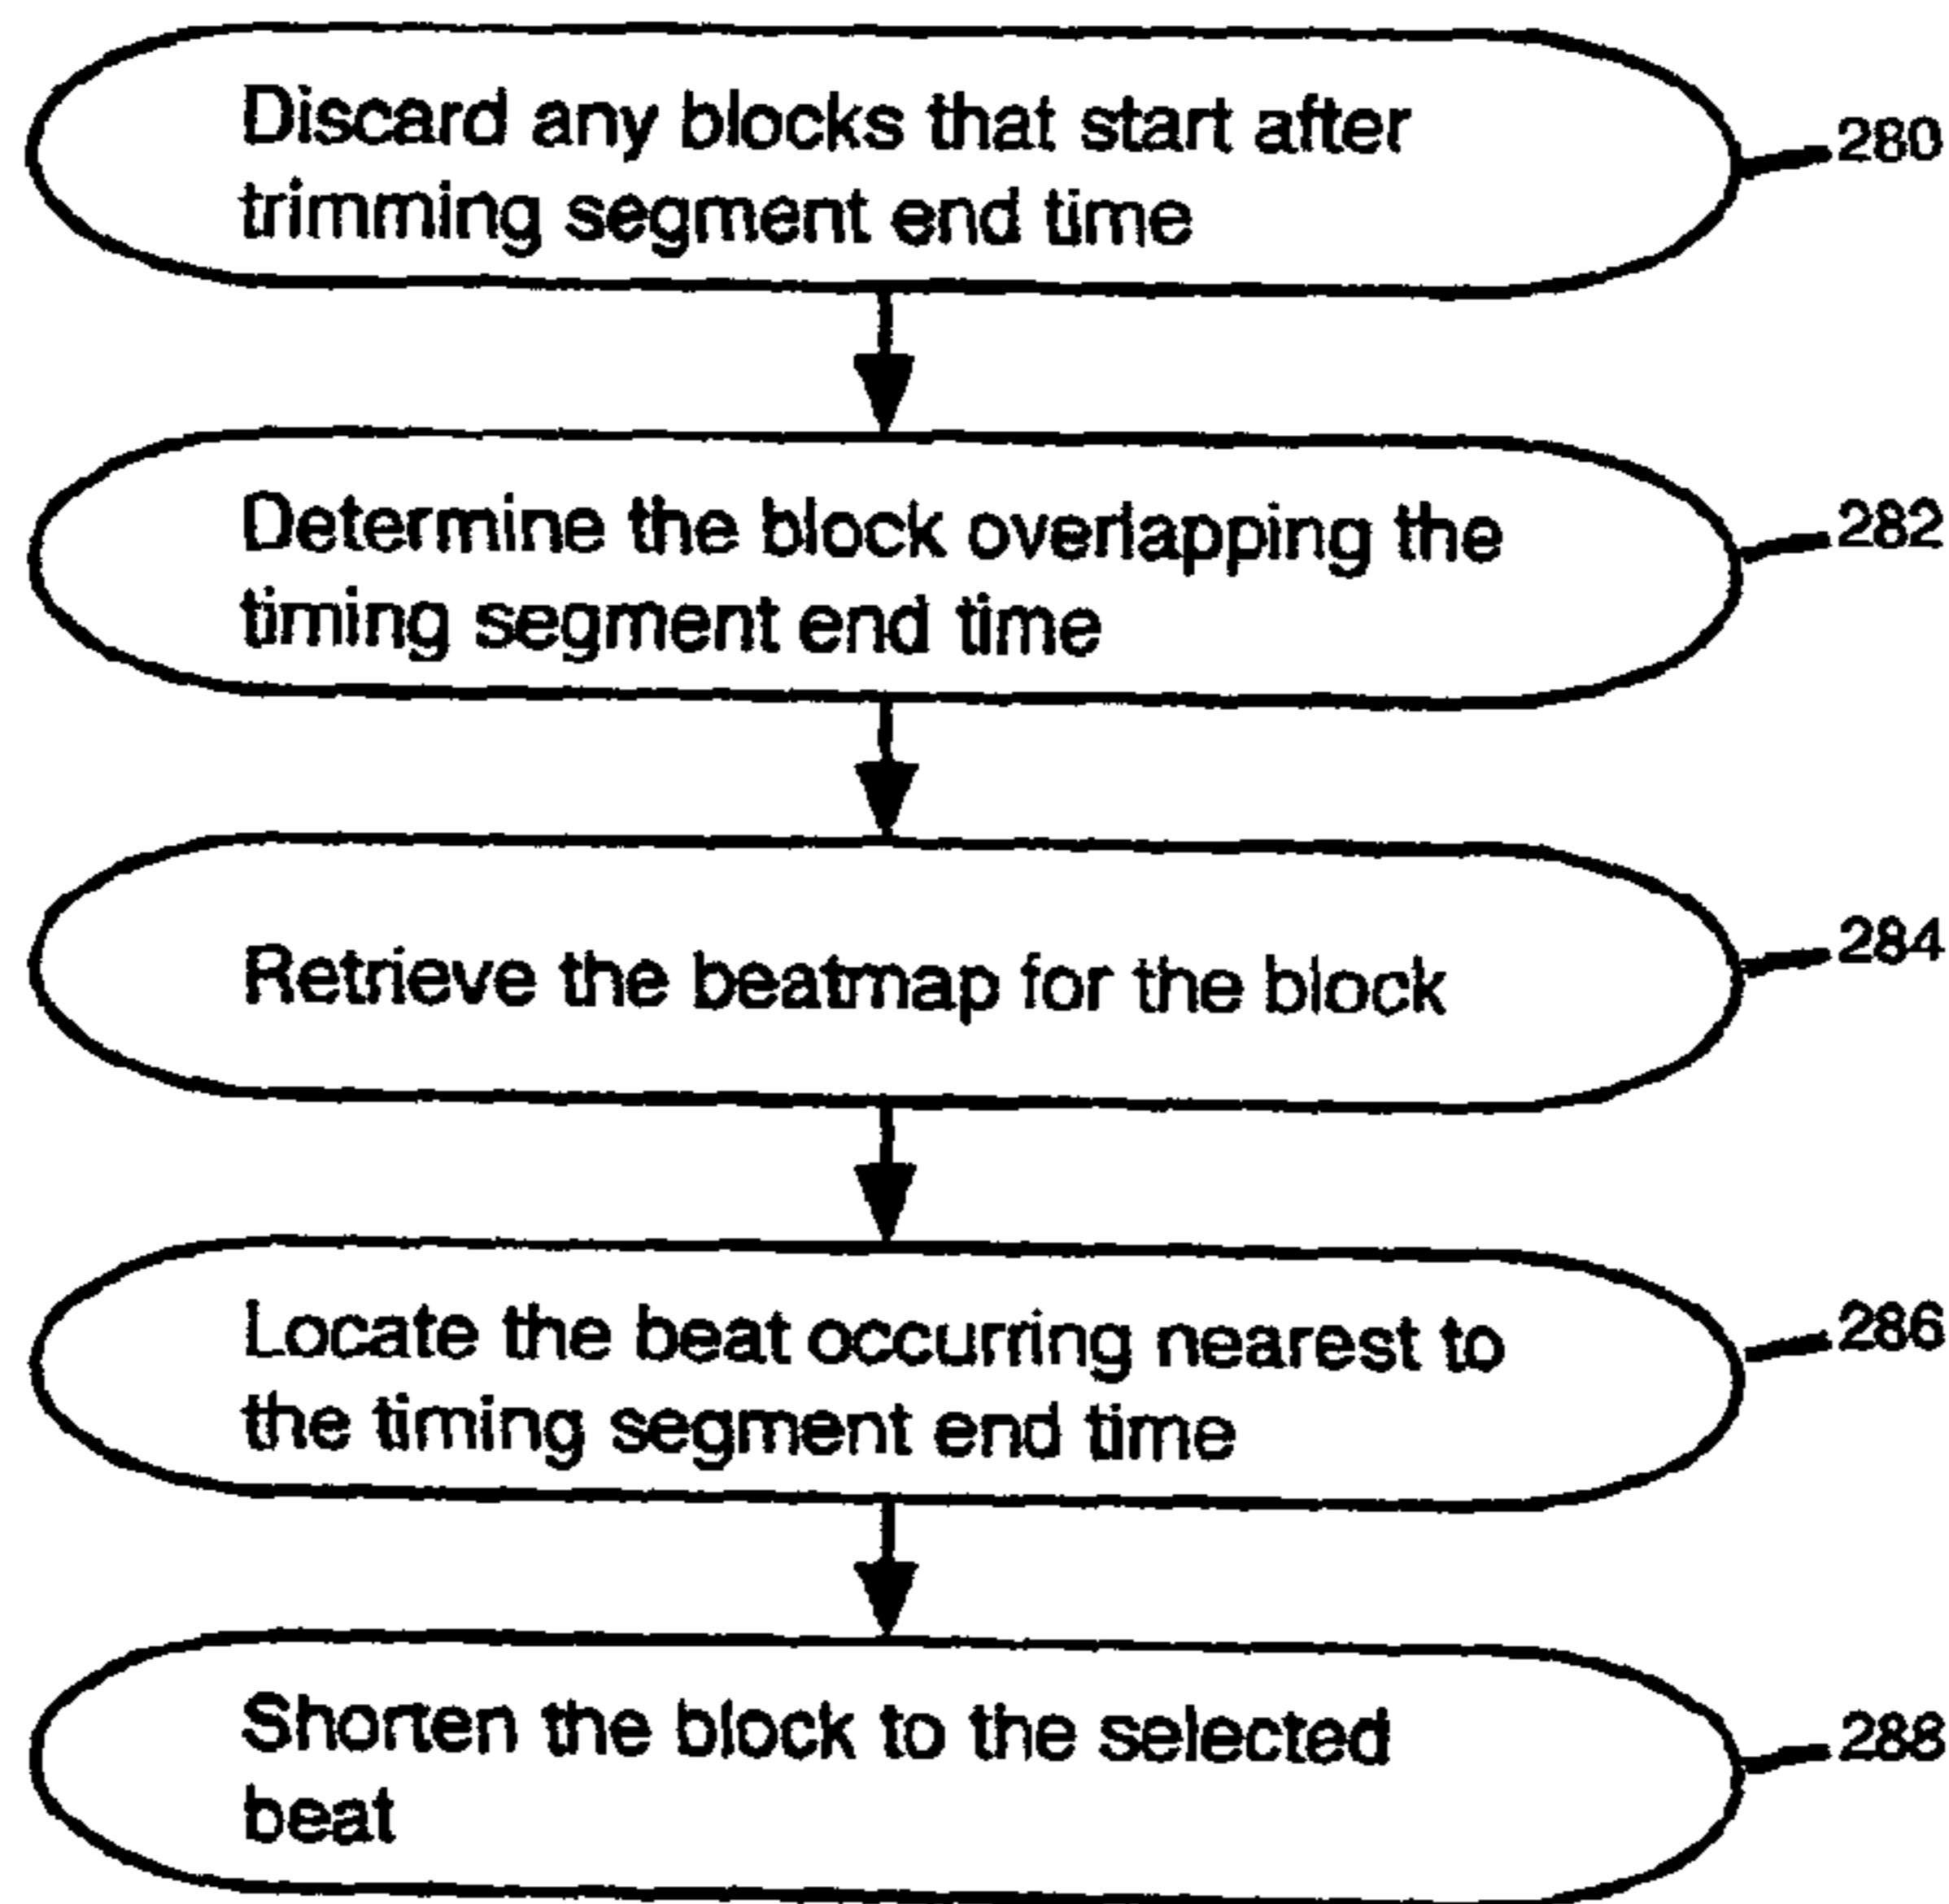 Discard any blocks that start after
trimming segment end time
280
Determine the block overlapping the
timing segment end time
282
Retrieve the beatmap for the block
284
Locate the beat occurring nearest to
the timing segment end time
286
Shorten the block to the selected
beat
288